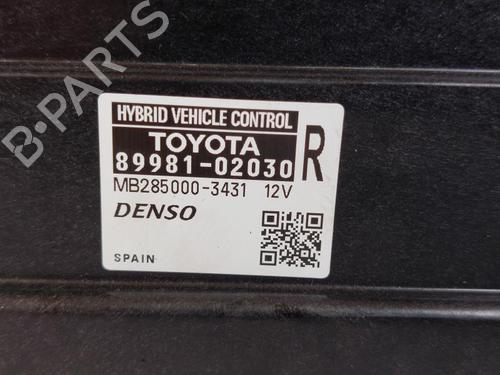 B-PARTS
HYBRID VEHICLE CONTROL
TOYOTA R
89981-02030
MB285000-3431 12V
DENSO
SPAIN